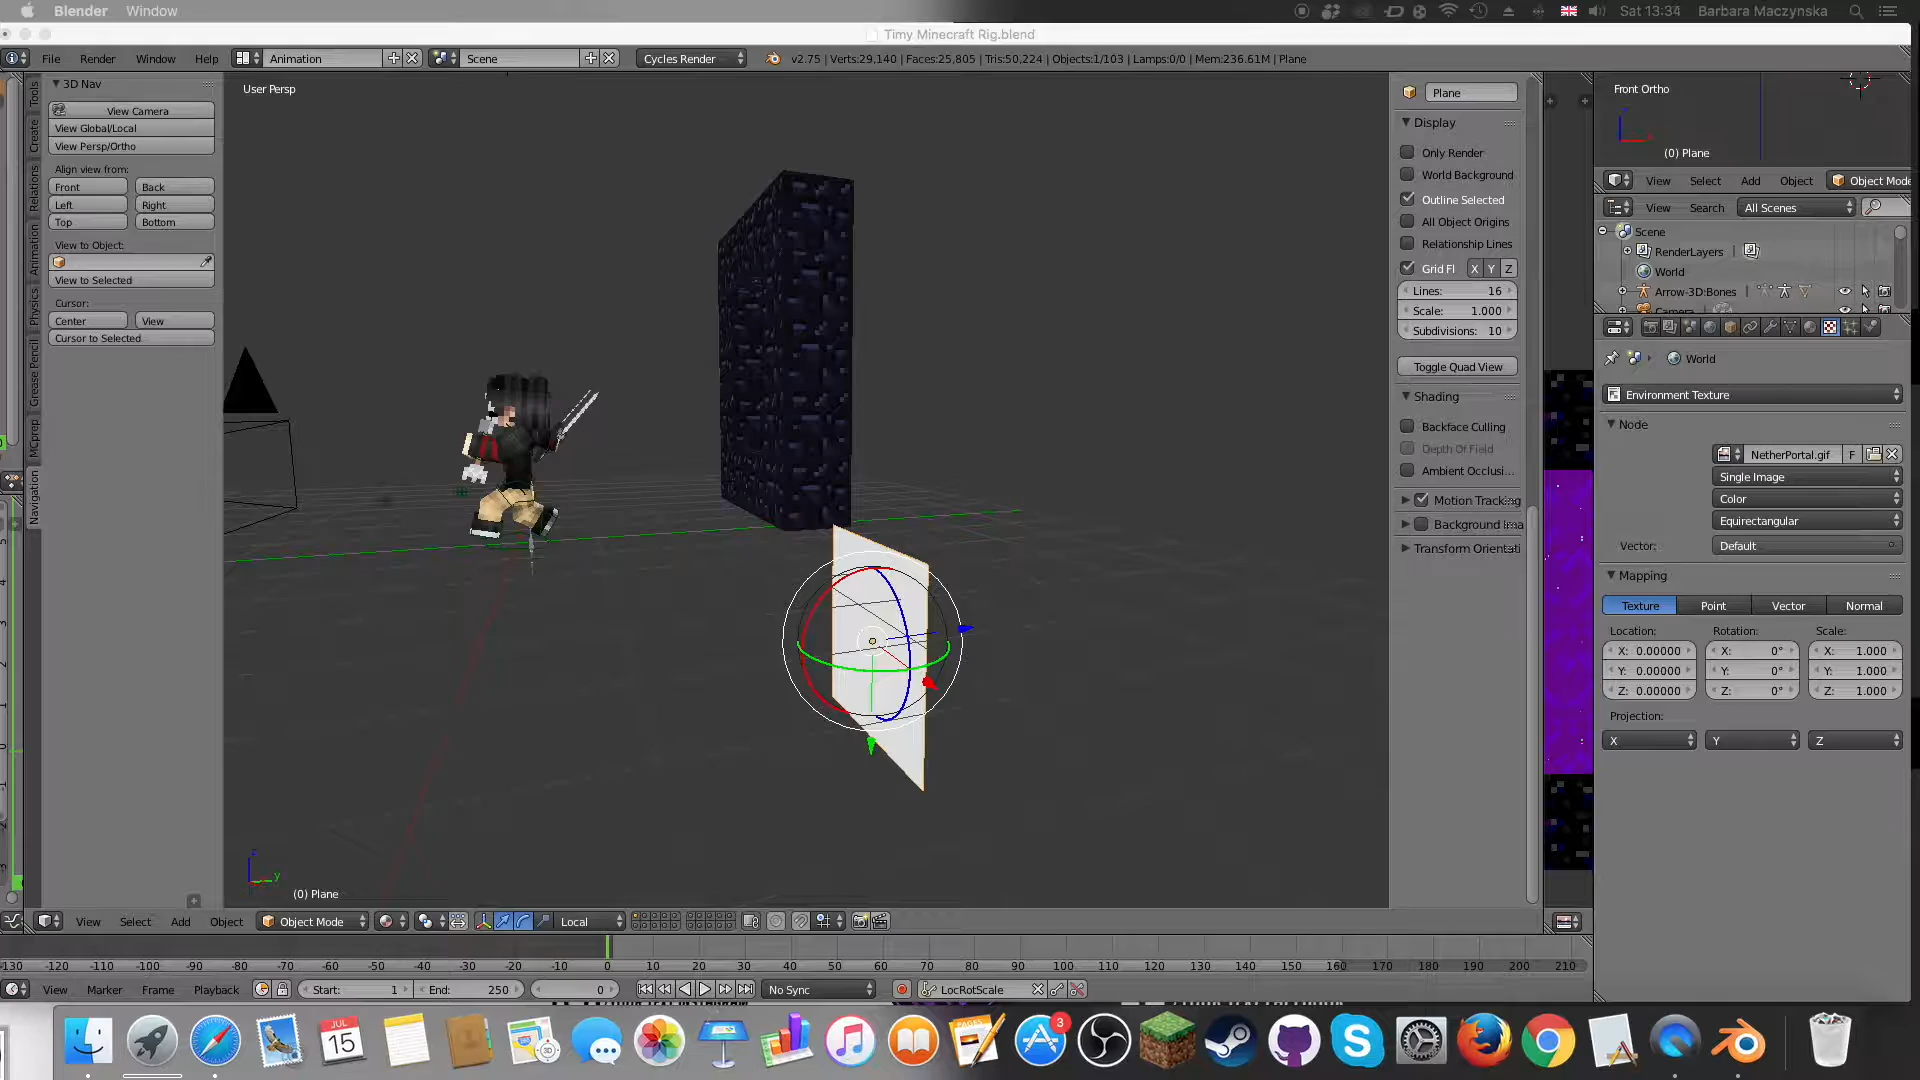 Blender Window Sat 13:34 Barbara Maczynska
Timy Minecraft Rig.blend
File Render Window Help Animation Scene Cycles Render v2.75 | Verts:29,140 | Faces:25,805 | Tris:50,224 | Objects:1/103 | Lamps:0/0 | Mem:236.61M | Plane
3D Nav
View Camera
View Global/Local
View Persp/Ortho
Align view from:
Front Back
Left Right
Top Bottom
View to Object:
View to Selected
Cursor:
Center View
Cursor to Selected
Tools
Create
Relations
Animation
Physics
Grease Pencil
MCprep
Navigation
User Persp
(0) Plane
Plane
Display
Only Render
World Background
Outline Selected
All Object Origins
Relationship Lines
Grid Fl X Y Z
Lines: 16
Scale: 1.000
Subdivisions: 10
Toggle Quad View
Shading
Backface Culling
Depth Of Field
Ambient Occlusi...
Motion Tracking
Background Ima
Transform Orientati
Front Ortho
(0) Plane
View Select Add Object Object Mode
View Search All Scenes
Scene
RenderLayers
World
Arrow-3D:Bones
Camera
World
Environment Texture
Node
NetherPortal.gif F
Single Image
Color
Equirectangular
Vector: Default
Mapping
Texture Point Vector Normal
Location: Rotation: Scale:
X: 0.00000 X: 0° X: 1.000
Y: 0.00000 Y: 0° Y: 1.000
Z: 0.00000 Z: 0° Z: 1.000
Projection:
X Y Z
z
y
View Select Add Object Object Mode Local
-130 -120 -110 -100 -90 -80 -70 -60 -50 -40 -30 -20 -10 0 10 20 30 40 50 60 70 80 90 100 110 120 130 140 150 160 170 180 190 200 210
View Marker Frame Playback Start: 1 End: 250 0 No Sync LocRotScale
JUL
15
3D
PAGES
3